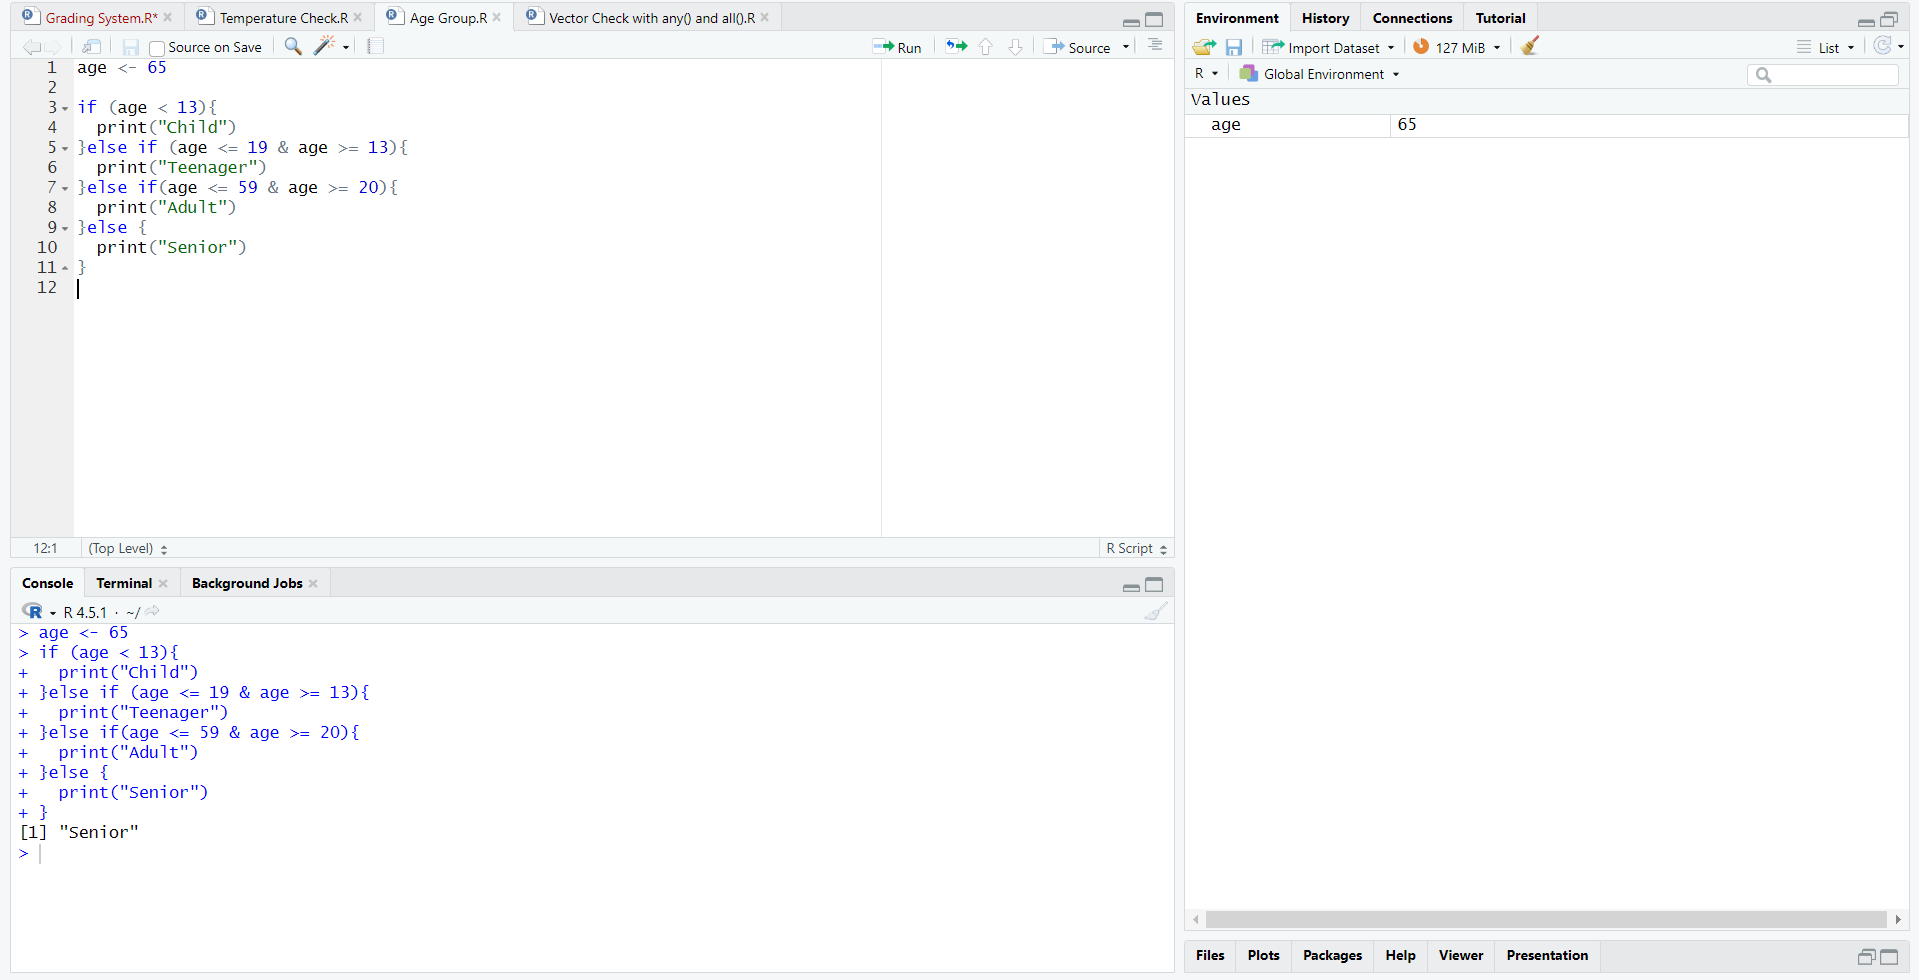 Grading System.R* Temperature Check.R Age Group.R Vector Check with any() and all().R
Source on Save Run Source
1 age <- 65
2
3 if (age < 13){
4   print("Child")
5 }else if (age <= 19 & age >= 13){
6   print("Teenager")
7 }else if(age <= 59 & age >= 20){
8   print("Adult")
9 }else {
10   print("Senior")
11 }
12
12:1 (Top Level) R Script
Console Terminal Background Jobs
R R 4.5.1 · ~/
> age <- 65
> if (age < 13){
+   print("Child")
+ }else if (age <= 19 & age >= 13){
+   print("Teenager")
+ }else if(age <= 59 & age >= 20){
+   print("Adult")
+ }else {
+   print("Senior")
+ }
[1] "Senior"
>
Environment History Connections Tutorial
Import Dataset 127 MiB List
R Global Environment
Values
age 65
Files Plots Packages Help Viewer Presentation